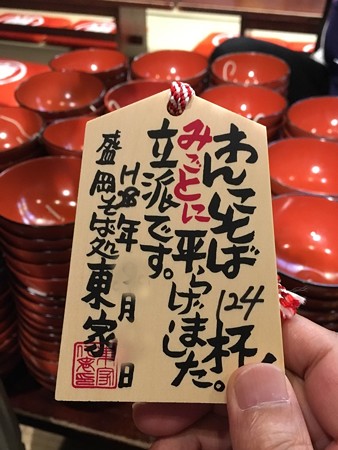 わんこそば124杯!
みごとに平らげました。
立派です。
H28年 月 日
盛岡そば処東家